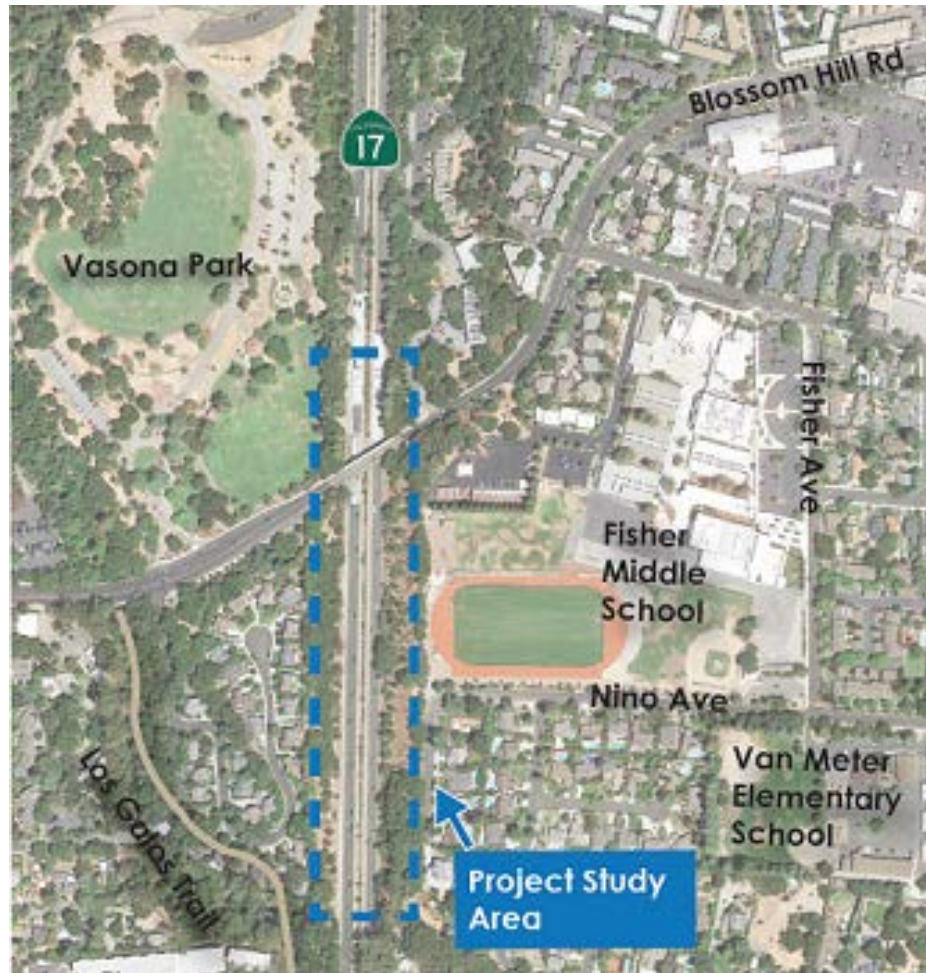 Blossom Hill Rd
17
Vasona Park
Fisher Ave
Fisher
Middle
School
Nino Ave
Van Meter
Elementary
School
Los Gatos Trail
Project Study
Area